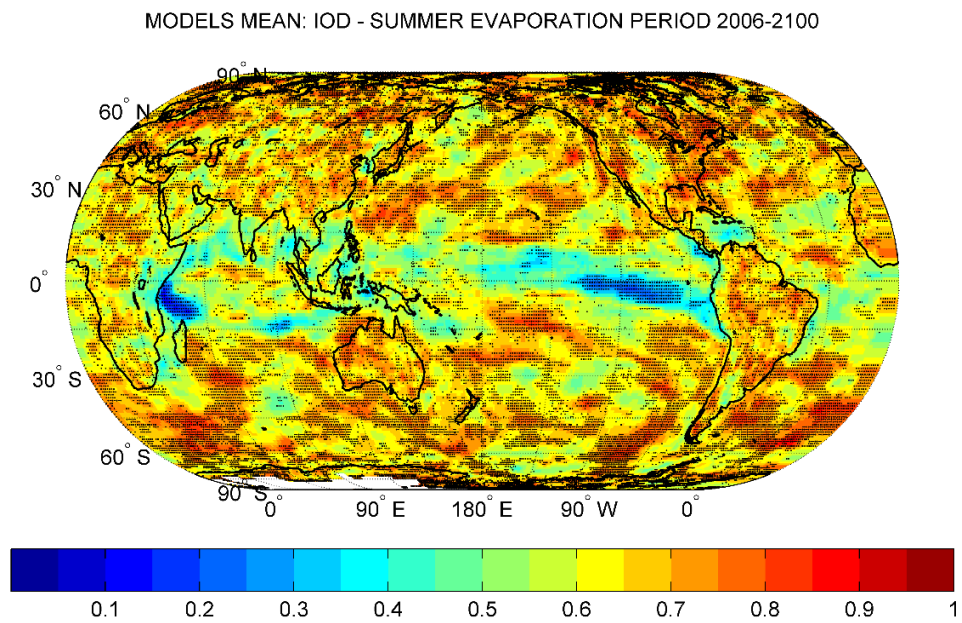 MODELS MEAN: IOD - SUMMER EVAPORATION PERIOD 2006-2100
90° N
60° N
30° N
0°
30° S
60° S
90° S
0° 90° E 180° E 90° W 0°
0.1 0.2 0.3 0.4 0.5 0.6 0.7 0.8 0.9 1